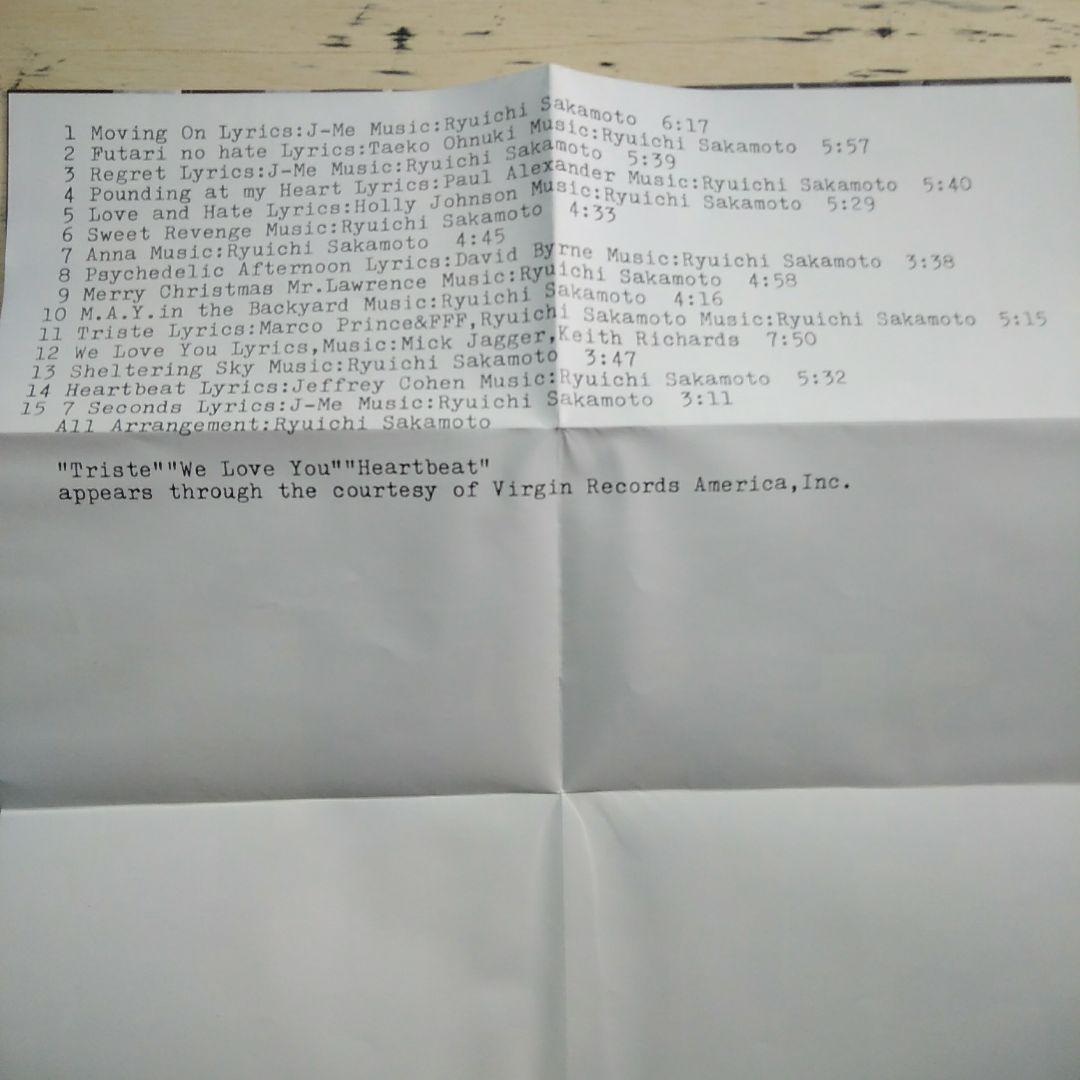 1 Moving On Lyrics:J-Me Music:Ryuichi Sakamoto 6:17
2 Futari no hate Lyrics:Taeko Ohnuki Music:Ryuichi Sakamoto 5:57
3 Regret Lyrics:J-Me Music:Ryuichi Sakamoto 5:39
4 Pounding at my Heart Lyrics:Paul Alexander Music:Ryuichi Sakamoto 5:40
5 Love and Hate Lyrics:Holly Johnson Music:Ryuichi Sakamoto 5:29
6 Sweet Revenge Music:Ryuichi Sakamoto 4:33
7 Anna Music:Ryuichi Sakamoto 4:45
8 Psychedelic Afternoon Lyrics:David Byrne Music:Ryuichi Sakamoto 3:38
9 Merry Christmas Mr.Lawrence Music:Ryuichi Sakamoto 4:58
10 M.A.Y.in the Backyard Music:Ryuichi Sakamoto 4:16
11 Triste Lyrics:Marco Prince&FFF,Ryuichi Sakamoto Music:Ryuichi Sakamoto 5:15
12 We Love You Lyrics,Music:Mick Jagger,Keith Richards 7:50
13 Sheltering Sky Music:Ryuichi Sakamoto 3:47
14 Heartbeat Lyrics:Jeffrey Cohen Music:Ryuichi Sakamoto 5:32
15 7 Seconds Lyrics:J-Me Music:Ryuichi Sakamoto 3:11
All Arrangement:Ryuichi Sakamoto
"Triste""We Love You""Heartbeat"
appears through the courtesy of Virgin Records America,Inc.